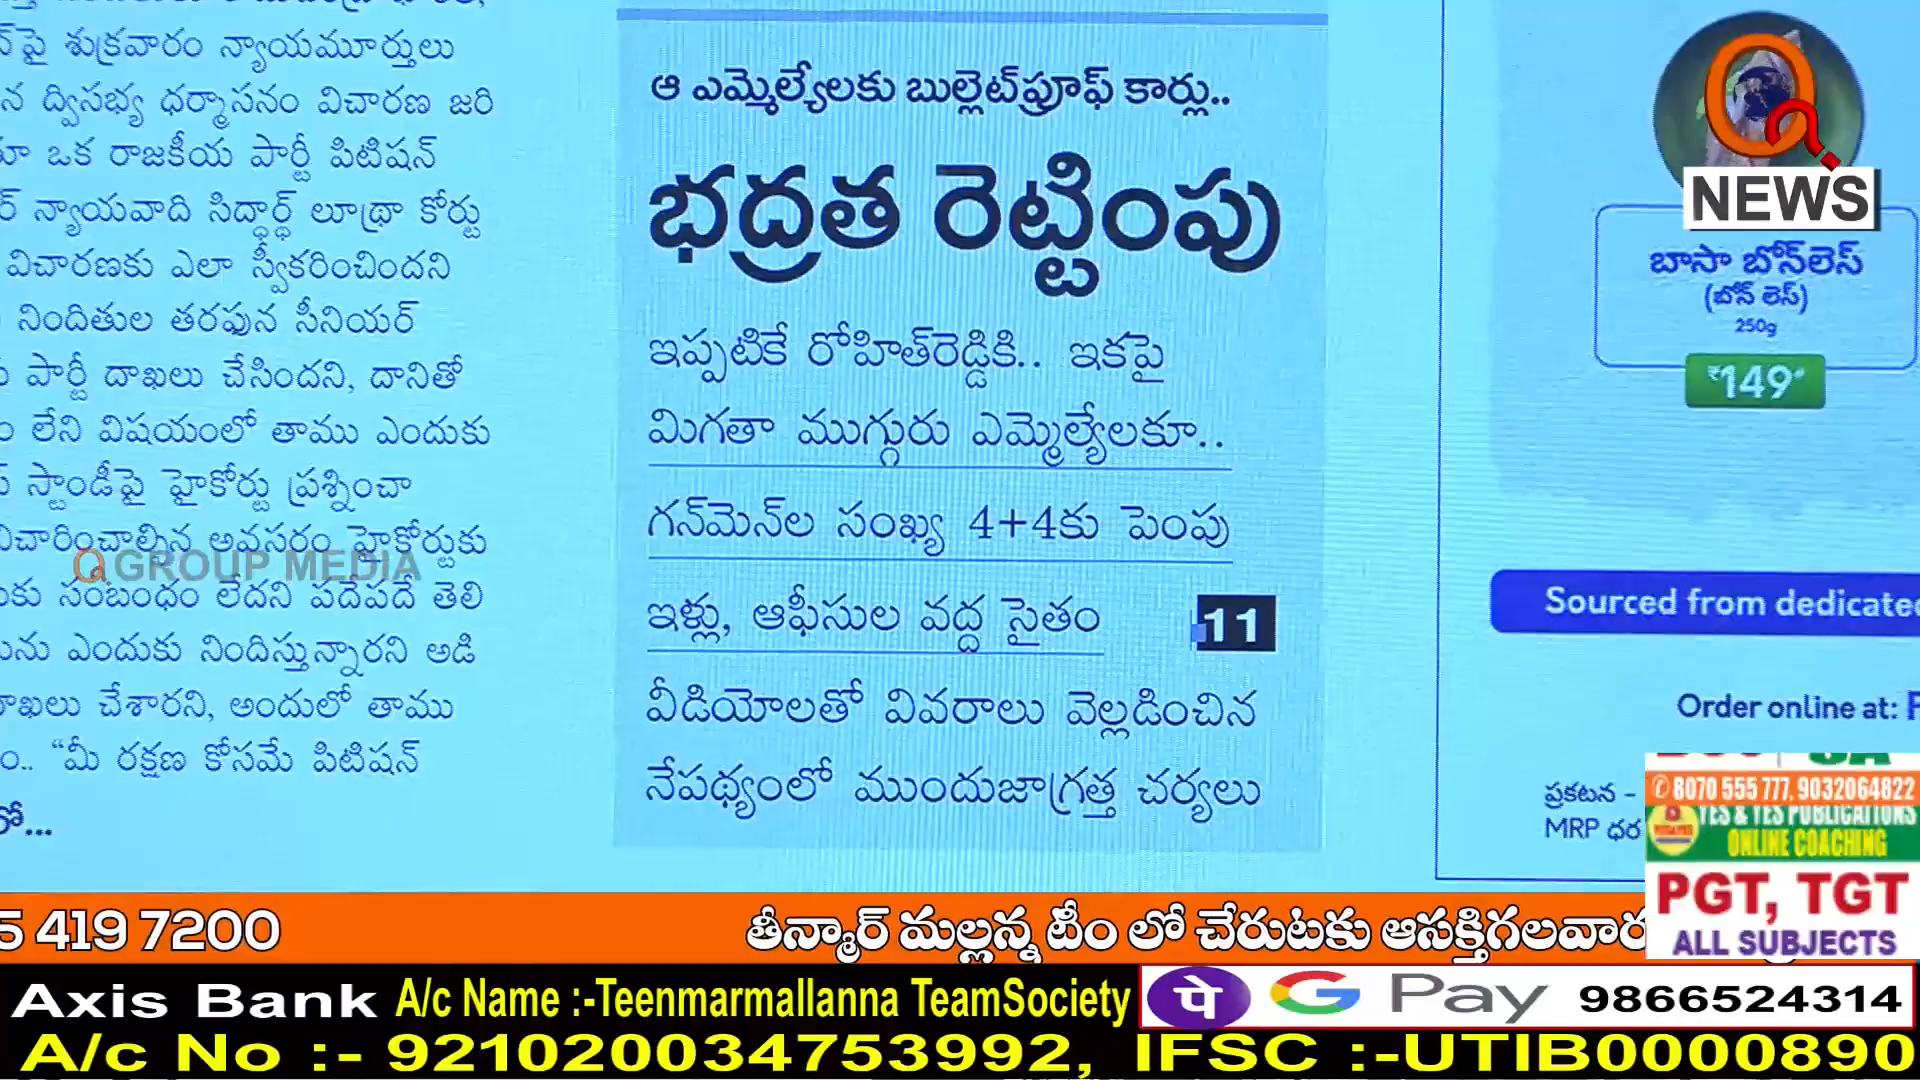 పై శుక్రవారం న్యాయమూర్తులు
న ద్విసభ్య ధర్మాసనం విచారణ జరి
ఒక రాజకీయ పార్టీ పిటిషన్
న్యాయవాది సిద్ధార్థ్ లూథ్రా కోర్టు
విచారణకు ఎలా స్వీకరించిందని
నిందితుల తరఫున సీనియర్
పార్టీ దాఖలు చేసిందని, దానితో
లేని విషయంలో తాము ఎందుకు
స్టాండీపై హైకోర్టు ప్రశ్నించా
విచారించాల్సిన అవసరం హైకోర్టుకు
కు సంబంధం లేదని పదేపదే తెలి
ను ఎందుకు నిందిస్తున్నారని అడి
చేశారని, అందులో తాము
"మీ రక్షణ కోసమే పిటిషన్
Q GROUP MEDIA
ఆ ఎమ్మెల్యేలకు బుల్లెట్‌ప్రూఫ్ కార్లు..
భద్రత రెట్టింపు
ఇప్పటికే రోహిత్‌రెడ్డికి.. ఇకపై
మిగతా ముగ్గురు ఎమ్మెల్యేలకూ..
గన్‌మెన్‌ల సంఖ్య 4+4కు పెంపు
ఇళ్లు, ఆఫీసుల వద్ద సైతం 11
వీడియోలతో వివరాలు వెల్లడించిన
నేపథ్యంలో ముందుజాగ్రత్త చర్యలు
Q NEWS
బాసా బోన్‌లెస్
(బోన్ లెస్)
250g
₹149
Sourced from dedicated
Order online at:
ప్రకటన -
MRP ధర
8070 555 777, 9032064822
YES & YES PUBLICATIONS
ONLINE COACHING
PGT, TGT
ALL SUBJECTS
5 419 7200 తీన్మార్ మల్లన్న టీం లో చేరుటకు ఆసక్తిగలవారు
Axis Bank A/c Name :-Teenmarmallanna TeamSociety పే G Pay 9866524314
A/c No :- 921020034753992, IFSC :-UTIB0000890